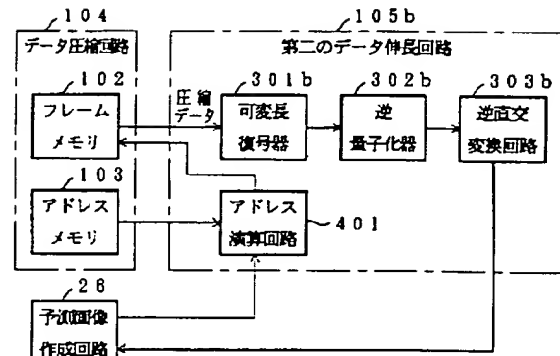 104
データ圧縮回路
102
フレーム
メモリ
103
アドレス
メモリ
105b
第二のデータ伸長回路
圧縮
データ
301b
可変長
復号器
302b
逆
量子化器
303b
逆直交
変換回路
アドレス
演算回路
401
26
予測画像
作成回路